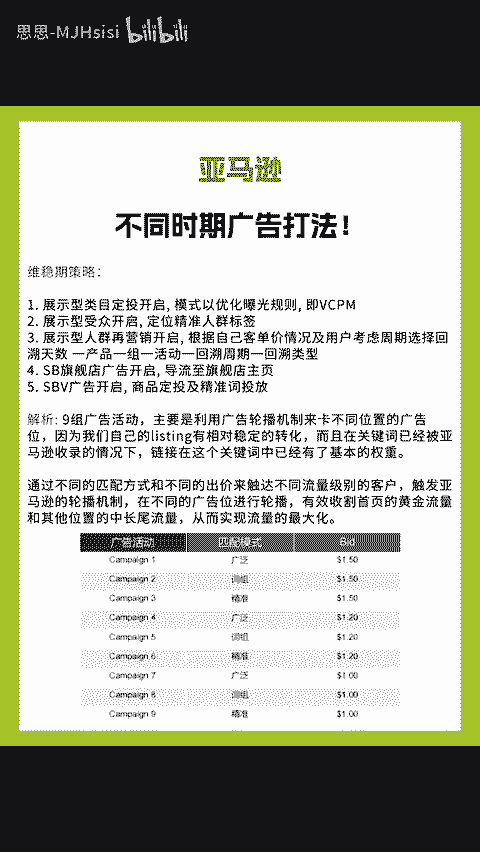 思思-MJHsisi bilibili
亚马逊
不同时期广告打法！
维稳期策略：
1. 展示型类目定投开启, 模式以优化曝光规则, 即VCPM
2. 展示型受众开启, 定位精准人群标签
3. 展示型人群再营销开启, 根据自己客单价情况及用户考虑周期选择回
溯天数 一产品一组一活动一回溯周期一回溯类型
4. SB旗舰店广告开启, 导流至旗舰店主页
5. SBV广告开启, 商品定投及精准词投放
解析: 9组广告活动，主要是利用广告轮播机制来卡不同位置的广告
位，因为我们自己的listing有相对稳定的转化，而且在关键词已经被亚
马逊收录的情况下，链接在这个关键词中已经有了基本的权重。
通过不同的匹配方式和不同的出价来触达不同流量级别的客户，触发亚
马逊的轮播机制，在不同的广告位进行轮播，有效收割首页的黄金流量
和其他位置的中长尾流量，从而实现流量的最大化。
广告活动 匹配模式 Bid
Campaign 1 广泛 $1.50
Campaign 2 词组 $1.50
Campaign 3 精准 $1.50
Campaign 4 广泛 $1.20
Campaign 5 词组 $1.20
Campaign 6 精准 $1.20
Campaign 7 广泛 $1.00
Campaign 8 词组 $1.00
Campaign 9 精准 $1.00